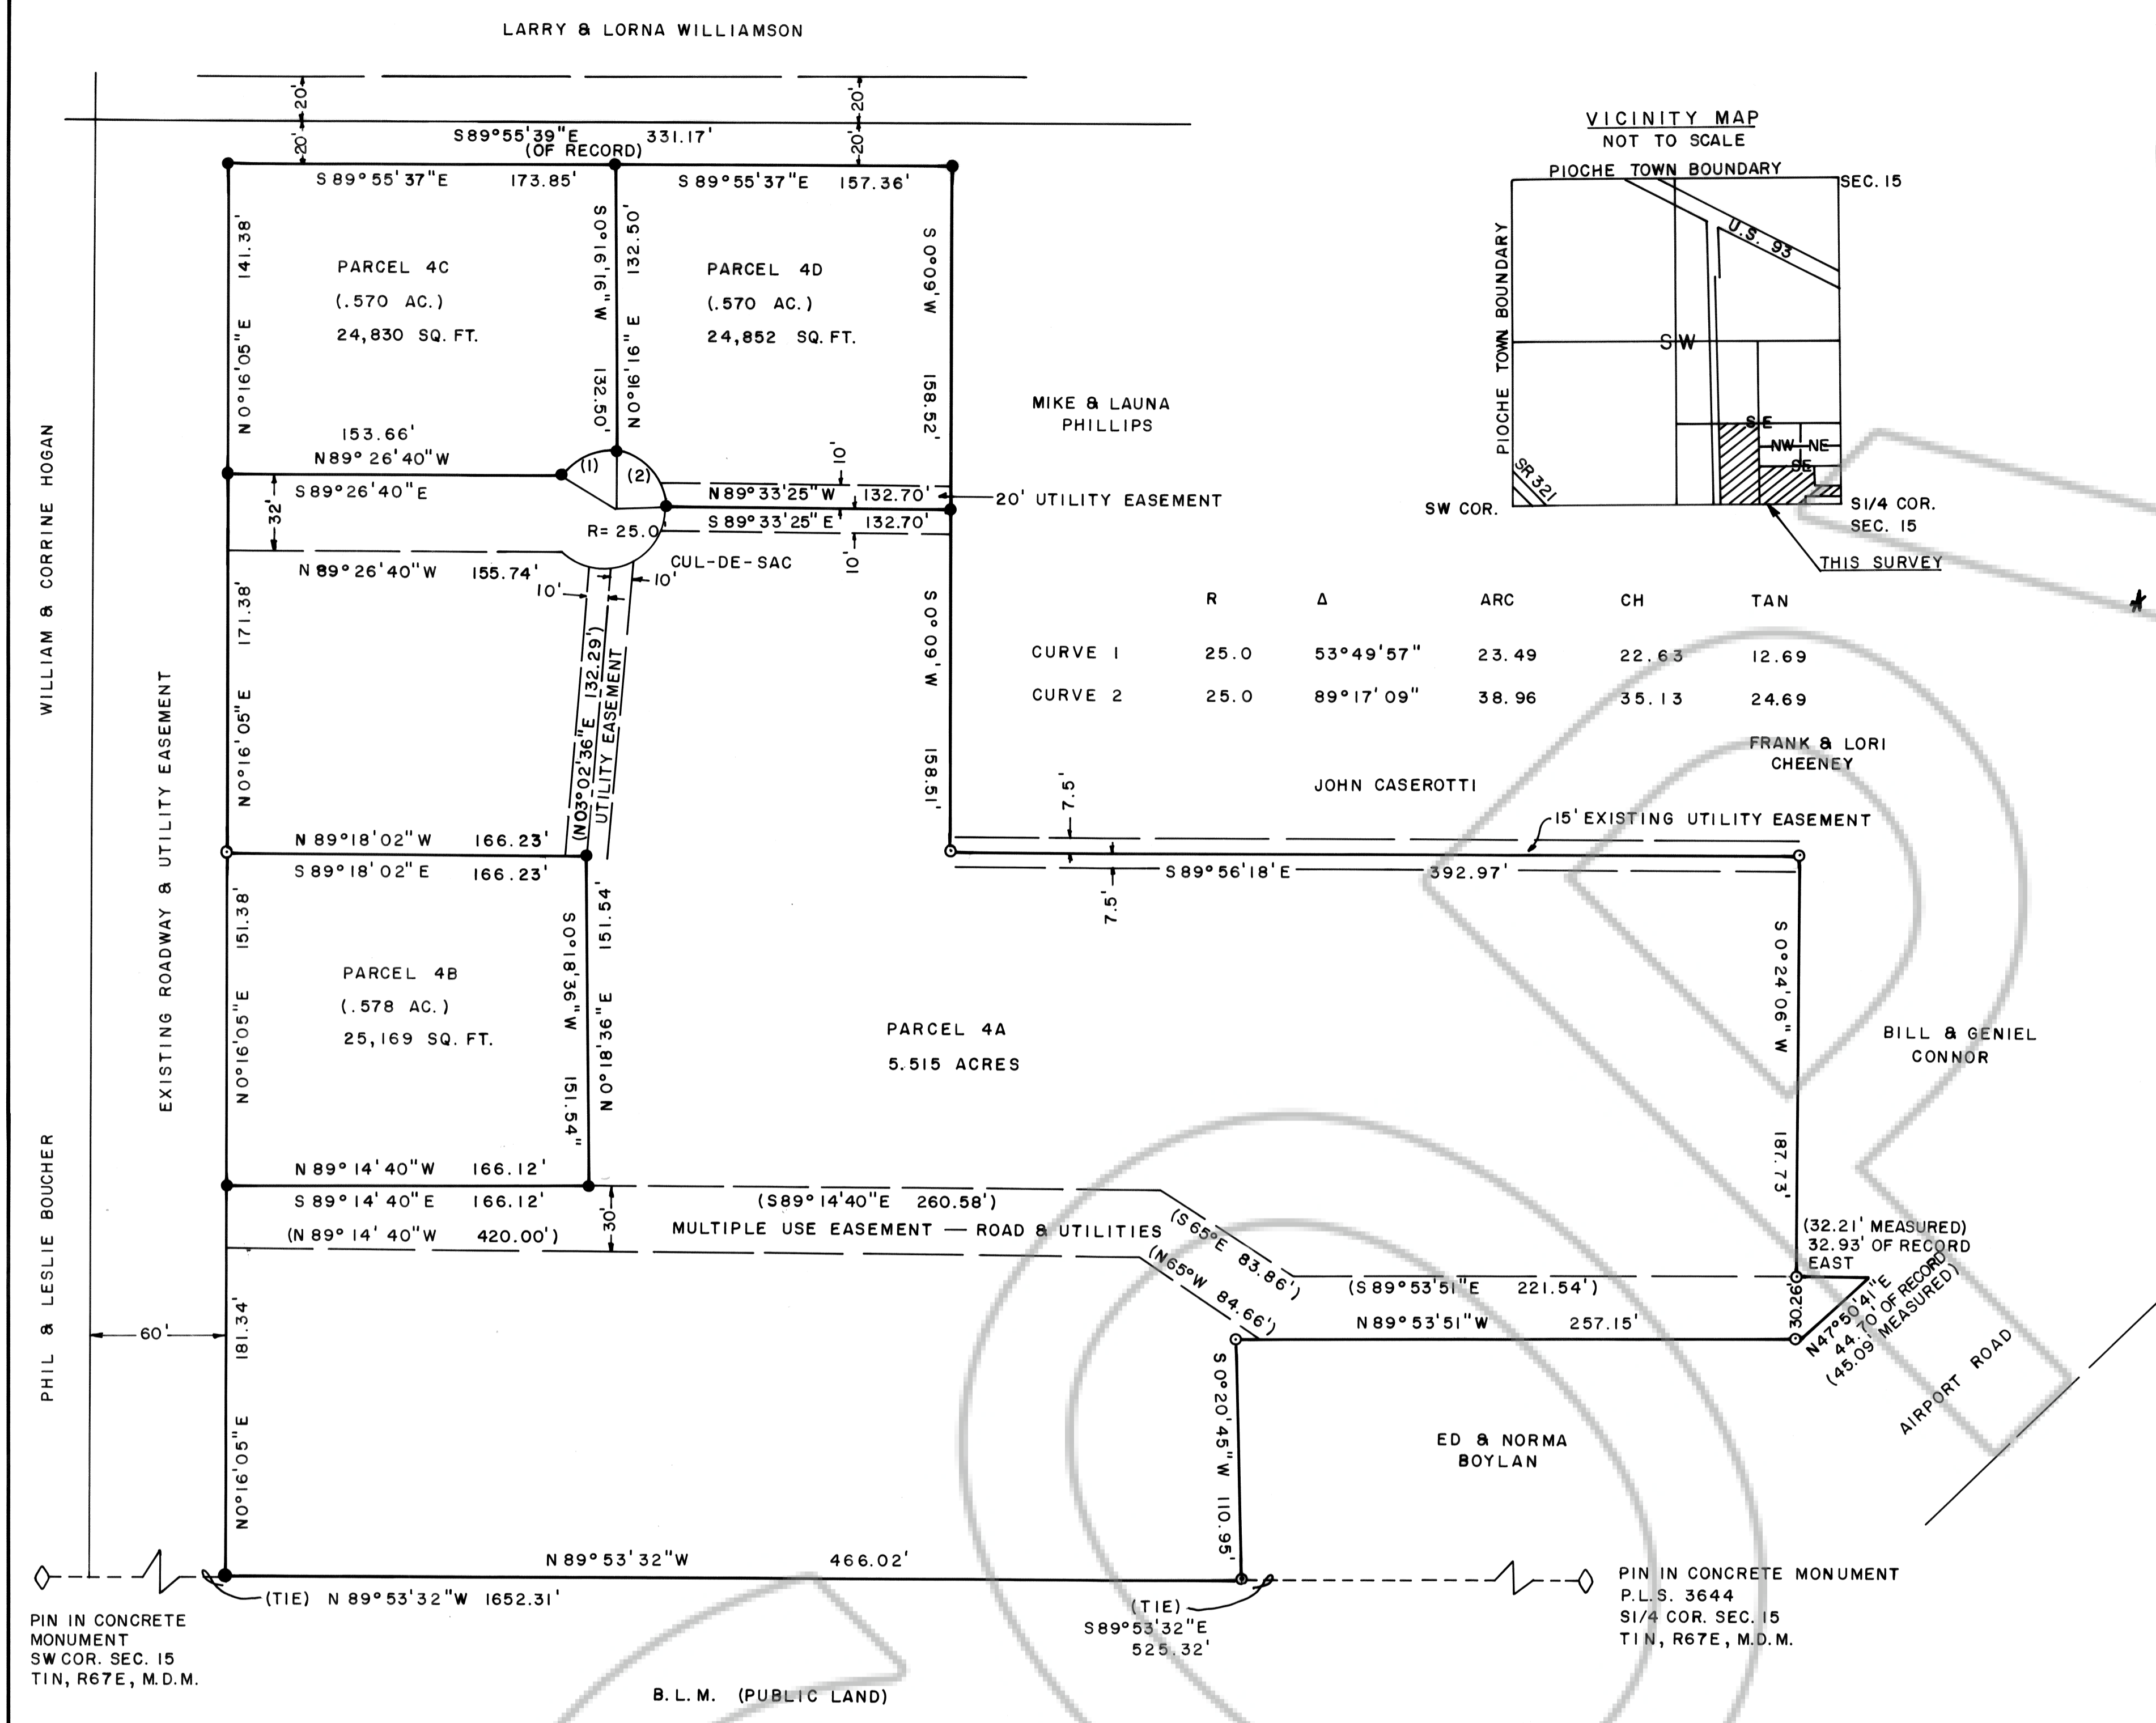 LARRY & LORNA WILLIAMSON
20'
20'
20'
20'
S89°55'39"E 331.17'
(OF RECORD)
S89°55'37"E 173.85'
S89°55'37"E 157.36'
141.38'
N0°16'05"E
PARCEL 4C
(.570 AC.)
24,830 SQ. FT.
S0°16'16"W 132.50'
N0°16'16"E 132.50'
PARCEL 4D
(.570 AC.)
24,852 SQ. FT.
S0°09'W 158.52'
153.66'
N89°26'40"W
S89°26'40"E
(1)
(2)
R= 25.0'
32'
N89°26'40"W 155.74'
10'
N89°33'25"W 132.70'
20' UTILITY EASEMENT
S89°33'25"E 132.70'
10'
CUL-DE-SAC
10'
10'
MIKE & LAUNA
PHILLIPS
WILLIAM & CORRINE HOGAN
N0°16'05"E 171.38'
(N03°02'36"E 132.29')
UTILITY EASEMENT
S0°09'W 158.51'
EXISTING ROADWAY & UTILITY EASEMENT
VICINITY MAP
NOT TO SCALE
PIOCHE TOWN BOUNDARY
SEC. 15
PIOCHE TOWN BOUNDARY
U.S. 93
SW
SE
NW
NE
SE
SR 321
SW COR.
S1/4 COR.
SEC. 15
THIS SURVEY
R Δ ARC CH TAN
CURVE 1 25.0 53°49'57" 23.49 22.63 12.69
CURVE 2 25.0 89°17'09" 38.96 35.13 24.69
FRANK & LORI
CHEENEY
JOHN CASEROTTI
7.5'
15' EXISTING UTILITY EASEMENT
S89°56'18"E 392.97'
7.5'
N89°18'02"W 166.23'
S89°18'02"E 166.23'
N0°16'05"E 151.38'
PARCEL 4B
(.578 AC.)
25,169 SQ. FT.
S0°18'36"W 151.54"
N0°18'36"E 151.54'
PARCEL 4A
5.515 ACRES
S0°24'06"W 187.73'
BILL & GENIEL
CONNOR
N89°14'40"W 166.12'
S89°14'40"E 166.12'
(N89°14'40"W 420.00')
30'
(S89°14'40"E 260.58')
MULTIPLE USE EASEMENT — ROAD & UTILITIES
(S65°E 83.86')
(N65°W 84.66')
(S89°53'51"E 221.54')
N89°53'51"W 257.15'
(32.21' MEASURED)
32.93' OF RECORD
EAST
30.26'
N47°50'41"E
44.70' OF RECORD
(45.09' MEASURED)
AIRPORT ROAD
PHIL & LESLIE BOUCHER
60'
N0°16'05"E 181.34'
S0°20'45"W 110.95'
ED & NORMA
BOYLAN
N89°53'32"W 466.02'
(TIE) N89°53'32"W 1652.31'
(TIE)
S89°53'32"E
525.32'
PIN IN CONCRETE
MONUMENT
SW COR. SEC. 15
T1N, R67E, M.D.M.
PIN IN CONCRETE MONUMENT
P.L.S. 3644
S1/4 COR. SEC. 15
T1N, R67E, M.D.M.
B.L.M. (PUBLIC LAND)